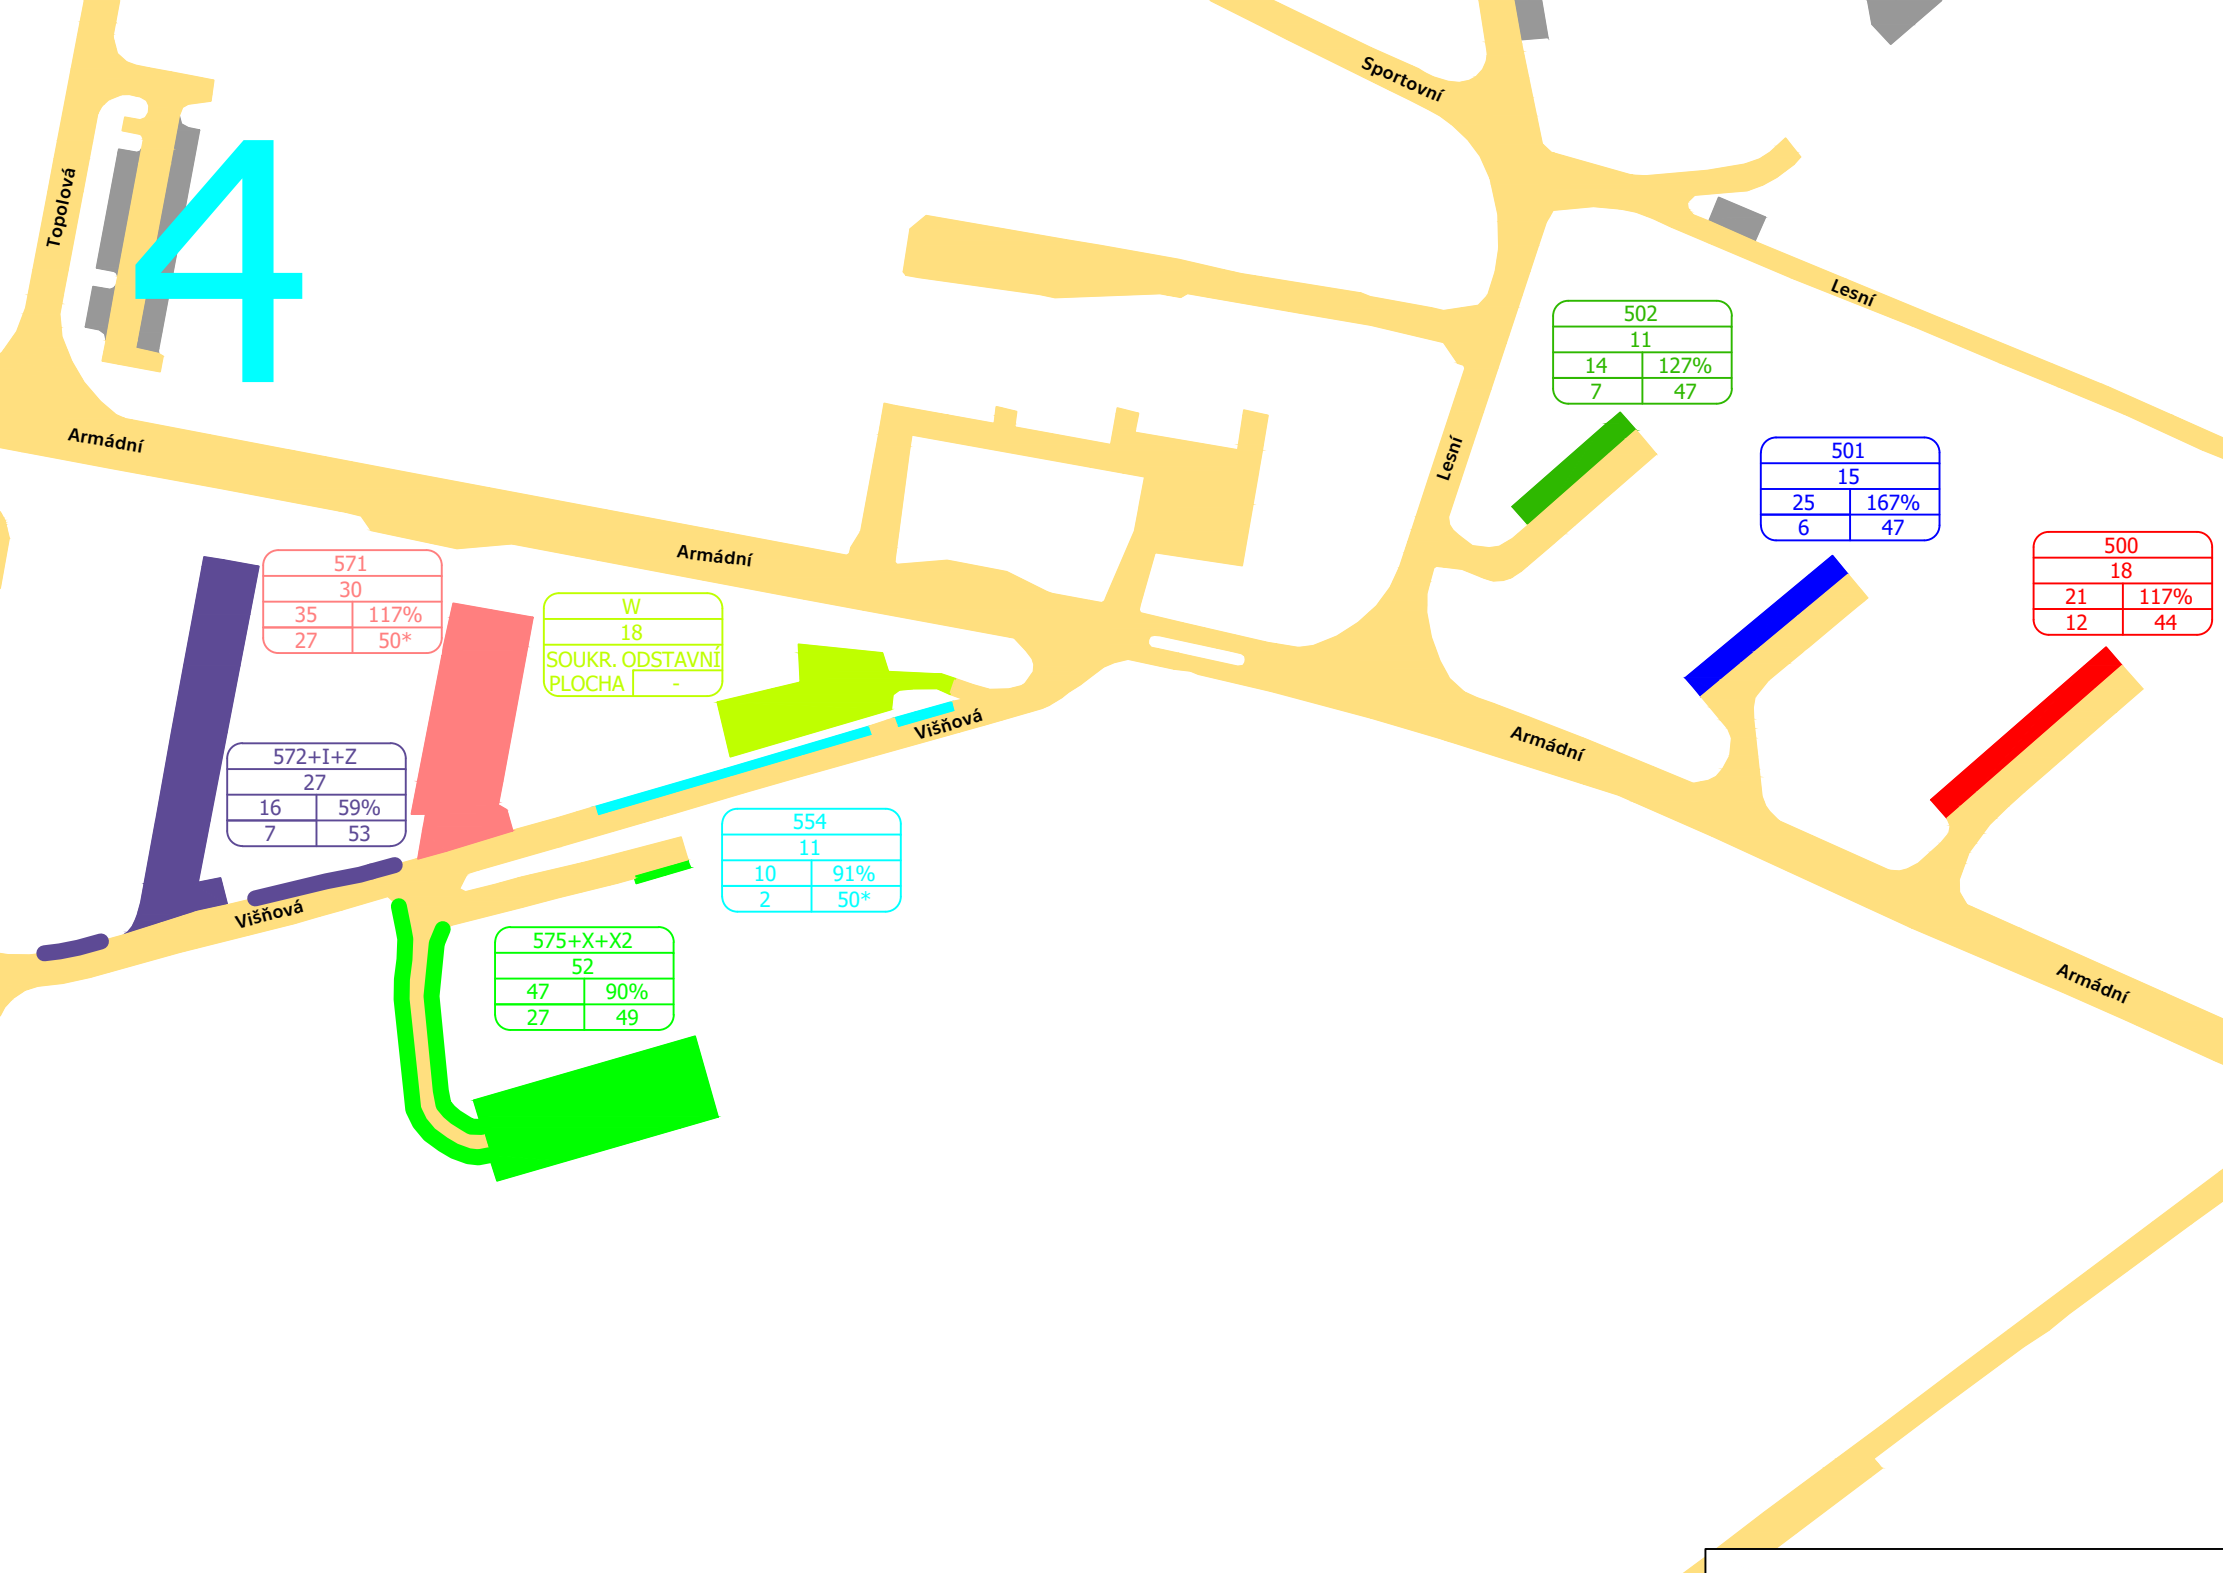 Sportovní
Topolová
4
Lesní
502
11
14 127%
7 47
Armádní
Lesní
501
15
25 167%
6 47
500
18
21 117%
12 44
Armádní
571
30
35 117%
27 50*
W
18
SOUKR. ODSTAVNÍ
PLOCHA -
Višňová
Armádní
572+I+Z
27
16 59%
7 53
554
11
10 91%
2 50*
Višňová
575+X+X2
52
47 90%
27 49
Armádní